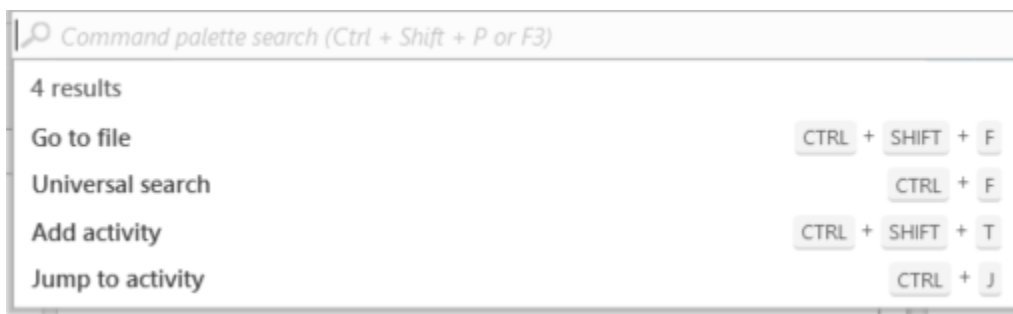 Command palette search (Ctrl + Shift + P or F3)
4 results
Go to file CTRL + SHIFT + F
Universal search CTRL + F
Add activity CTRL + SHIFT + T
Jump to activity CTRL + J